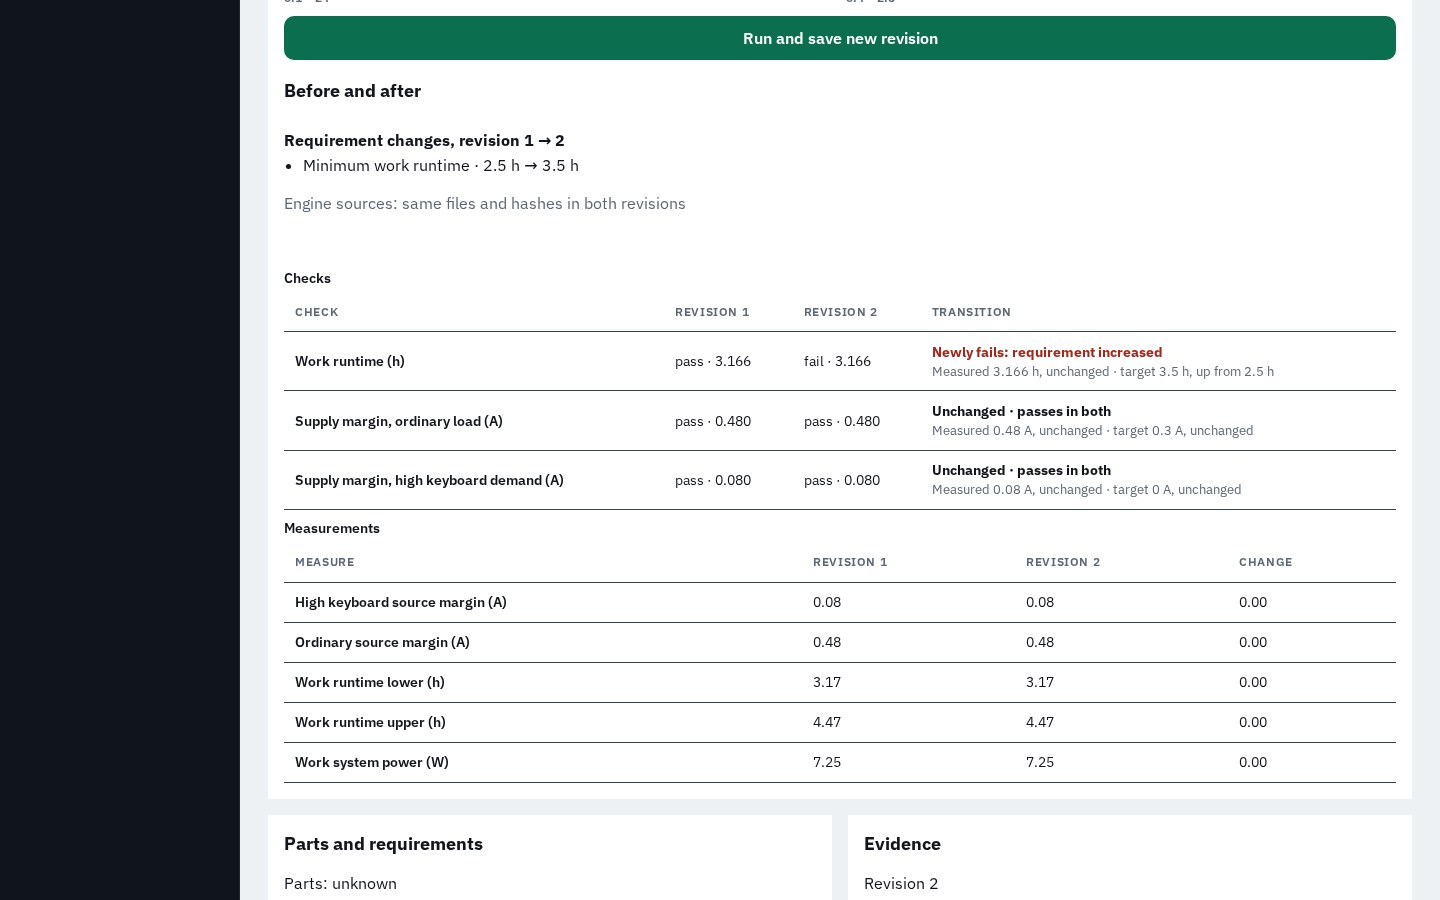 Run and save new revision
Before and after
Requirement changes, revision 1 → 2
• Minimum work runtime · 2.5 h → 3.5 h
Engine sources: same files and hashes in both revisions
Checks
CHECK REVISION 1 REVISION 2 TRANSITION
Work runtime (h) pass · 3.166 fail · 3.166 Newly fails: requirement increased
Measured 3.166 h, unchanged · target 3.5 h, up from 2.5 h
Supply margin, ordinary load (A) pass · 0.480 pass · 0.480 Unchanged · passes in both
Measured 0.48 A, unchanged · target 0.3 A, unchanged
Supply margin, high keyboard demand (A) pass · 0.080 pass · 0.080 Unchanged · passes in both
Measured 0.08 A, unchanged · target 0 A, unchanged
Measurements
MEASURE REVISION 1 REVISION 2 CHANGE
High keyboard source margin (A) 0.08 0.08 0.00
Ordinary source margin (A) 0.48 0.48 0.00
Work runtime lower (h) 3.17 3.17 0.00
Work runtime upper (h) 4.47 4.47 0.00
Work system power (W) 7.25 7.25 0.00
Parts and requirements
Parts: unknown
Evidence
Revision 2